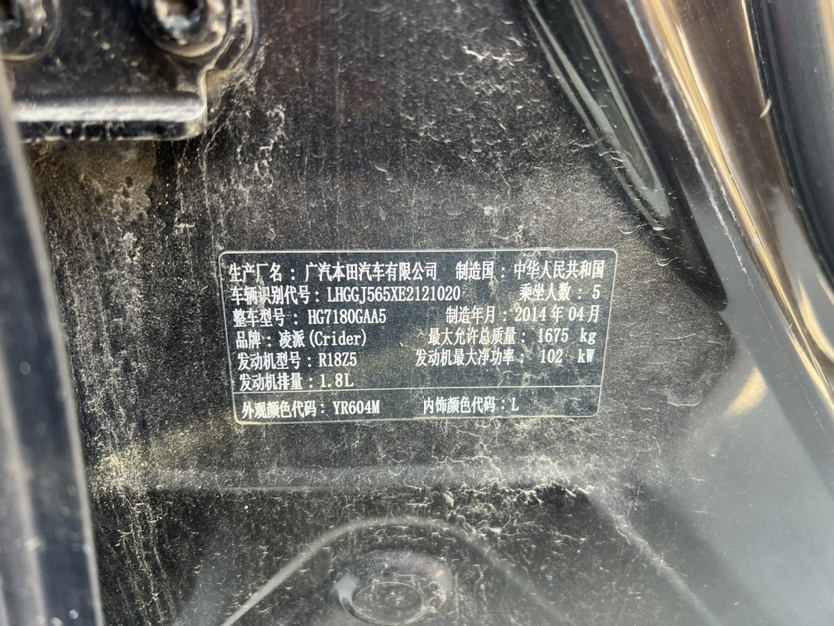 生产厂名：广汽本田汽车有限公司 制造国：中华人民共和国
车辆识别代号：LHGGJ565XE2121020 乘坐人数：5
整车型号：HG7180GAA5 制造年月：2014年04月
品牌：凌派(Crider) 最大允许总质量：1675 kg
发动机型号：R18Z5 发动机最大净功率：102 kW
发动机排量：1.8L
外观颜色代码：YR604M 内饰颜色代码：L